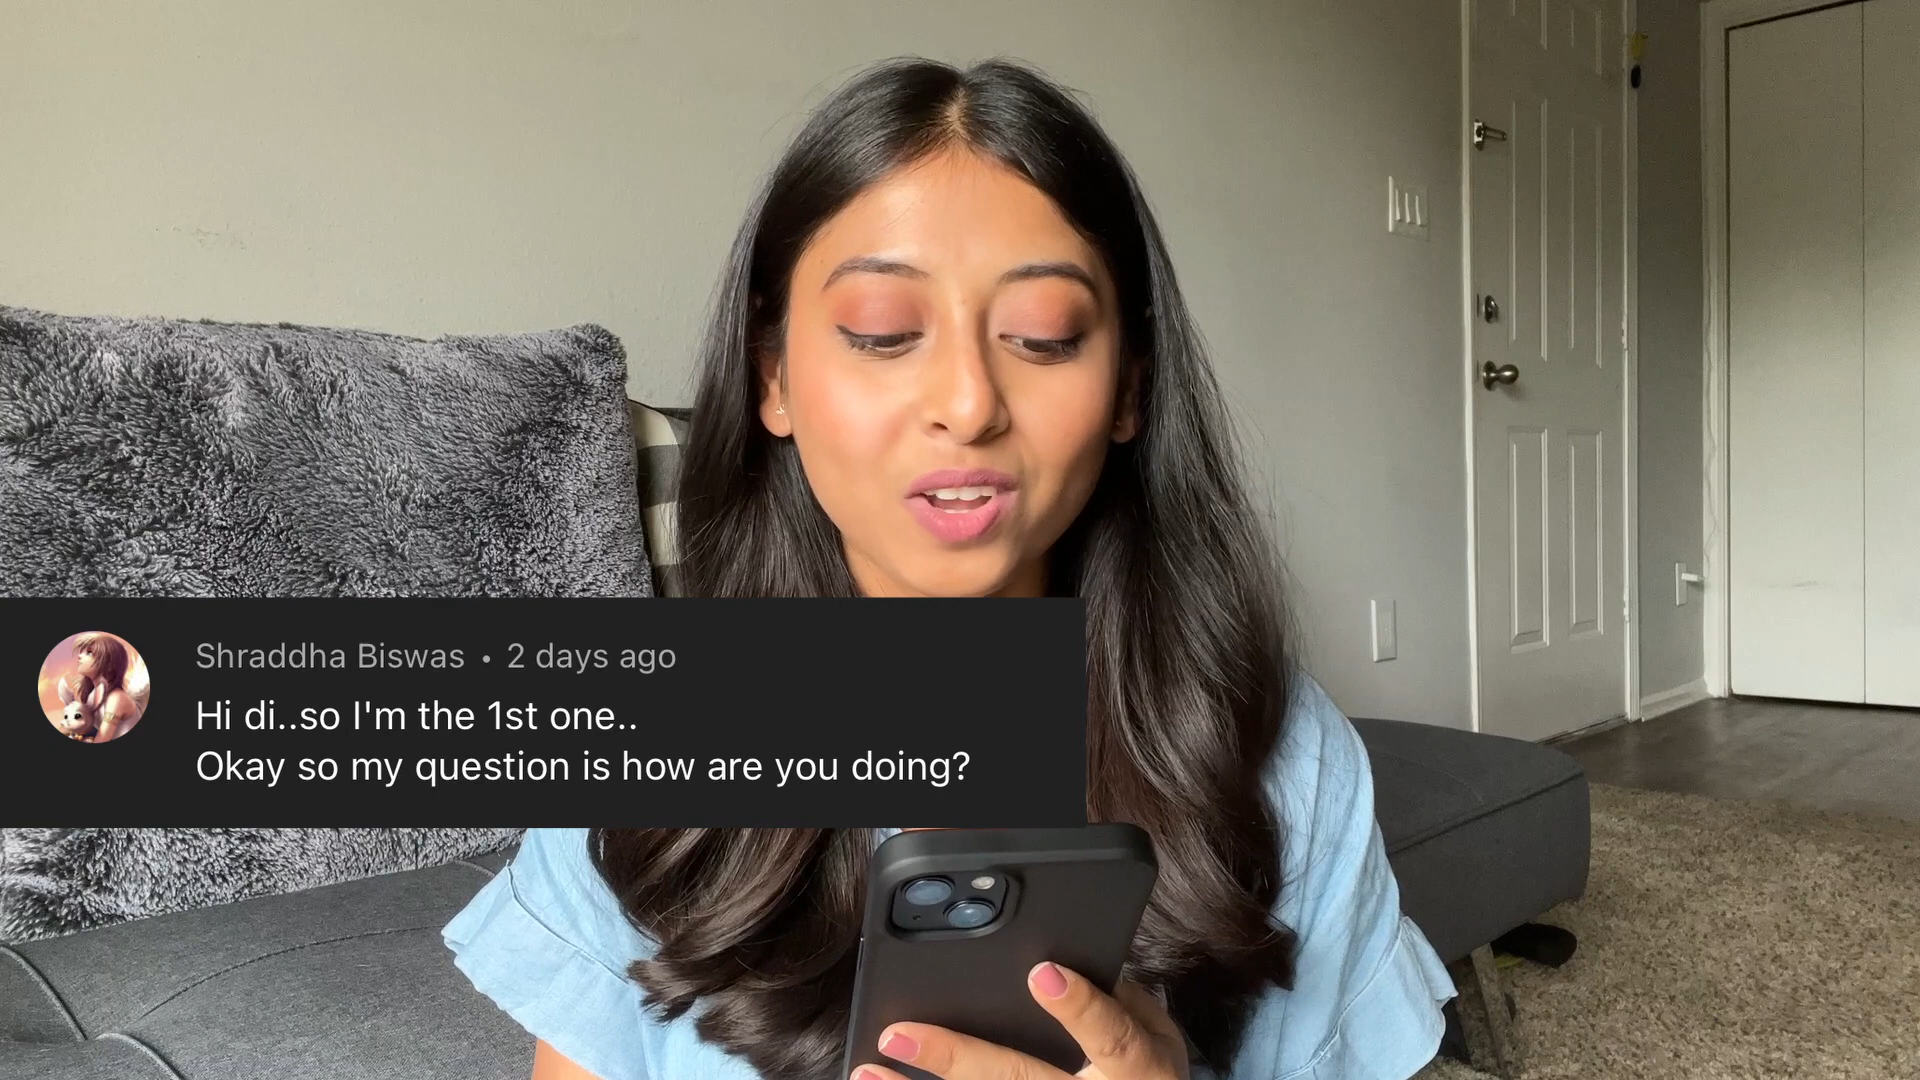 Shraddha Biswas • 2 days ago
Hi di..so I'm the 1st one..
Okay so my question is how are you doing?